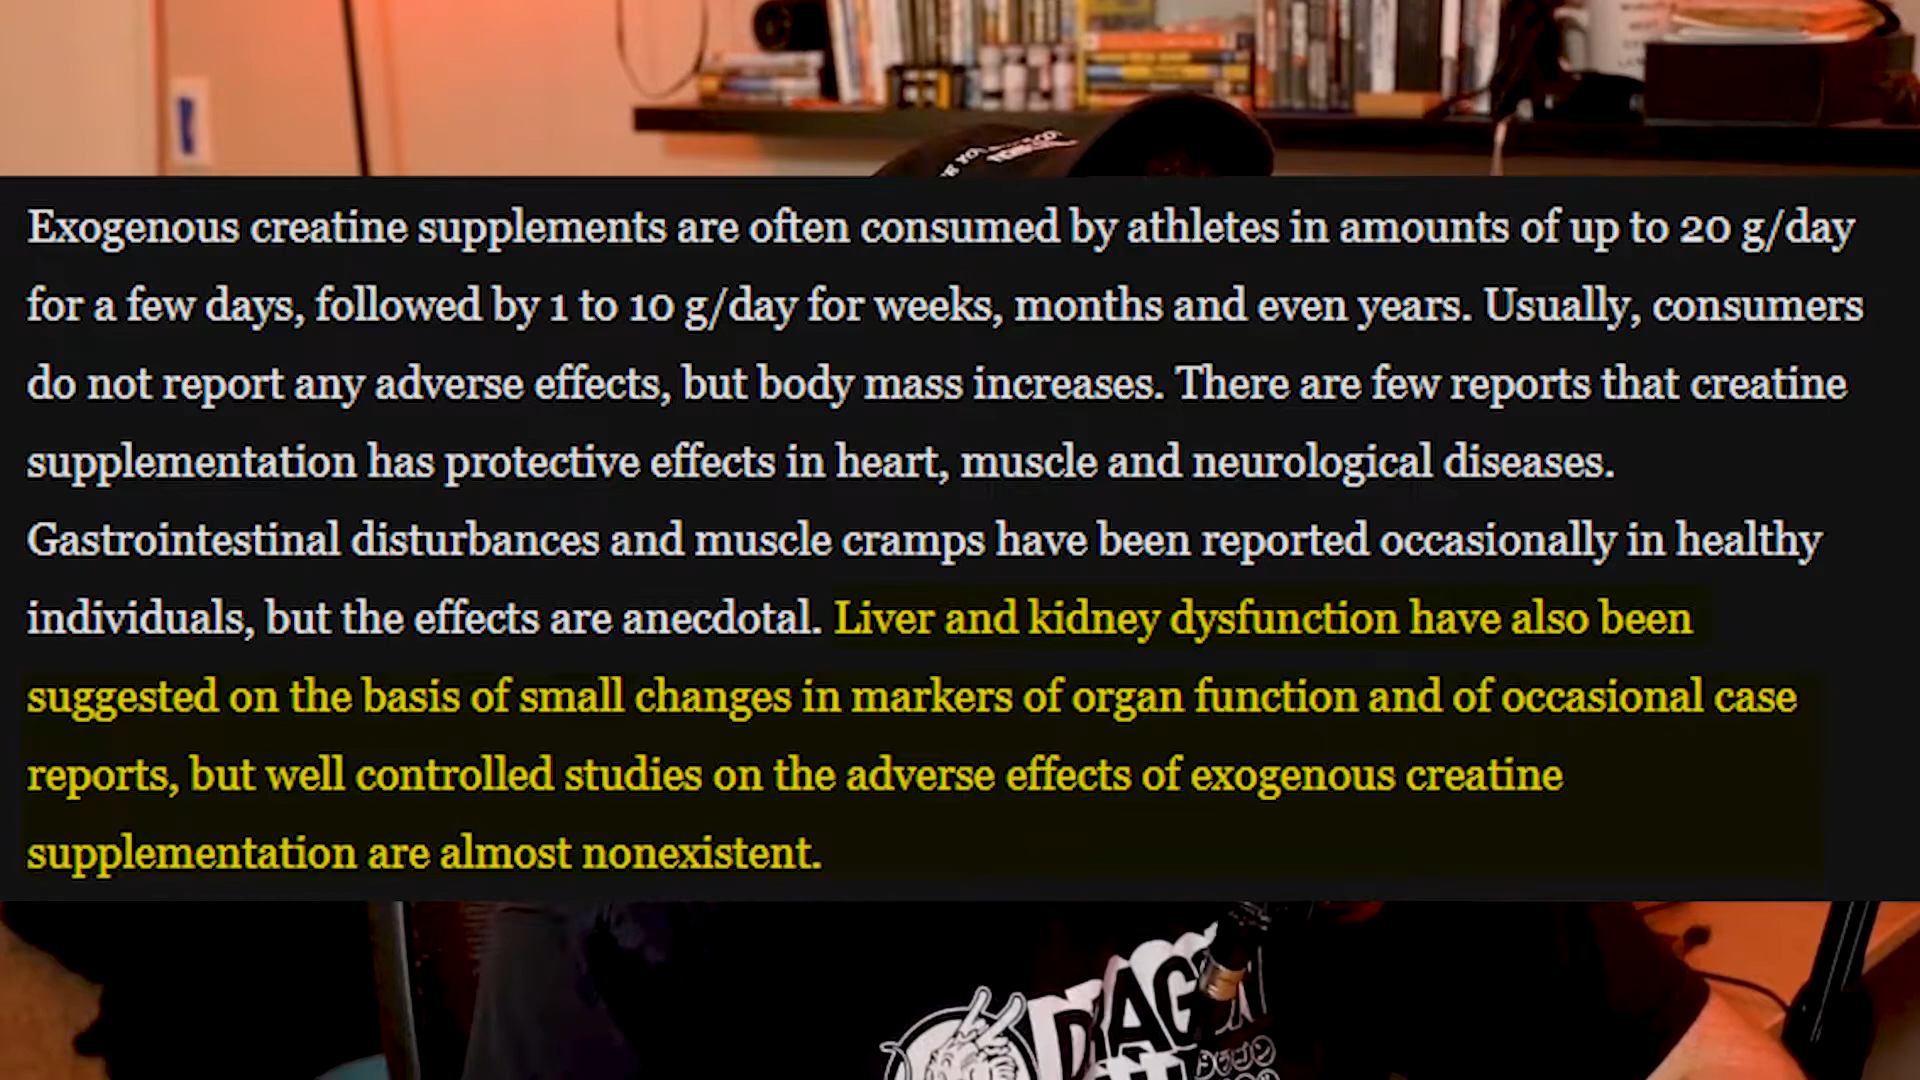 Exogenous creatine supplements are often consumed by athletes in amounts of up to 20 g/day
for a few days, followed by 1 to 10 g/day for weeks, months and even years. Usually, consumers
do not report any adverse effects, but body mass increases. There are few reports that creatine
supplementation has protective effects in heart, muscle and neurological diseases.
Gastrointestinal disturbances and muscle cramps have been reported occasionally in healthy
individuals, but the effects are anecdotal. Liver and kidney dysfunction have also been
suggested on the basis of small changes in markers of organ function and of occasional case
reports, but well controlled studies on the adverse effects of exogenous creatine
supplementation are almost nonexistent.